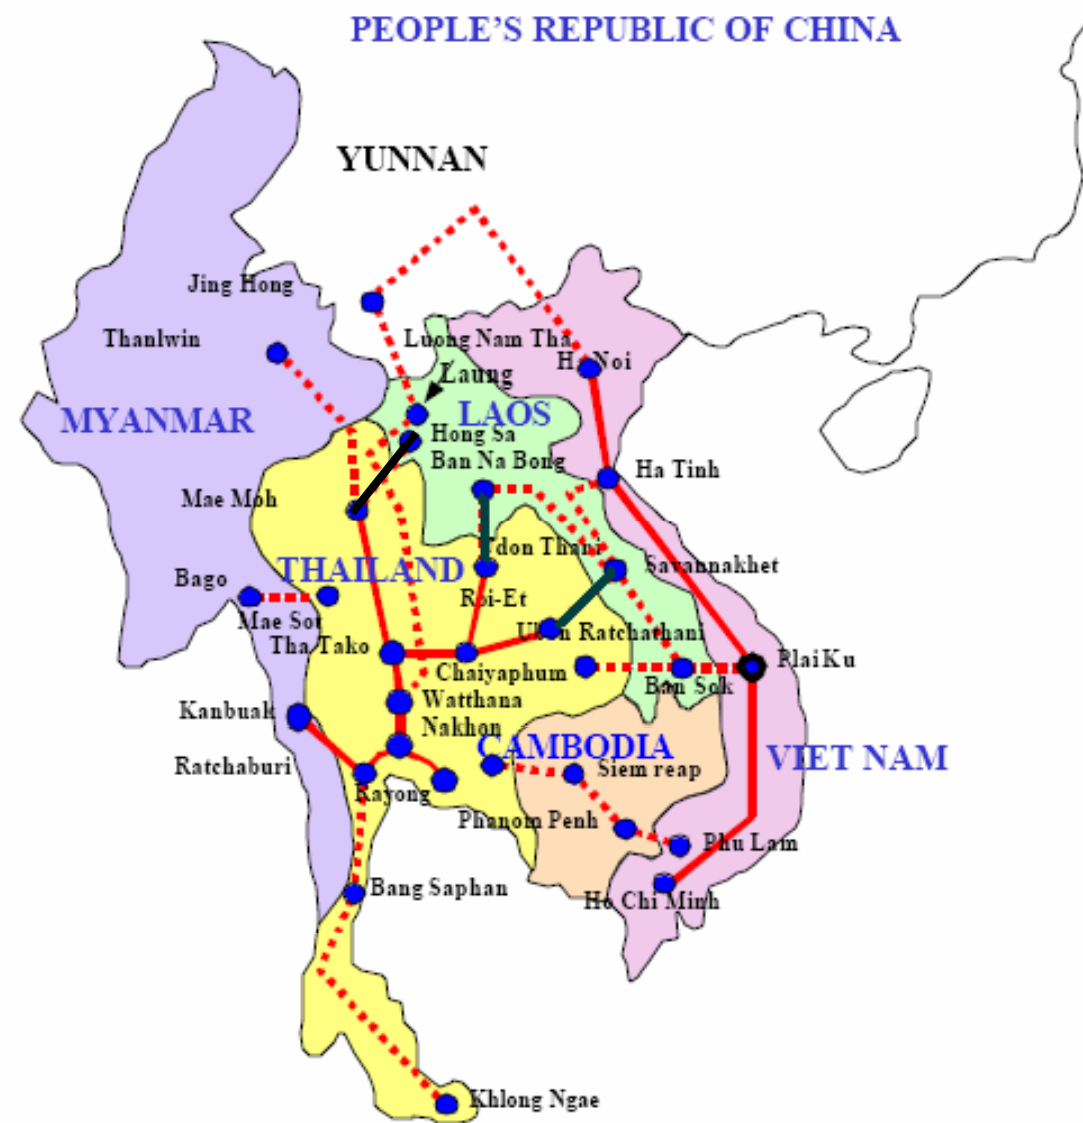 PEOPLE'S REPUBLIC OF CHINA
YUNNAN
Jing Hong
Thanlwin
Luong Nam Tha
Ha Noi
Laung
MYANMAR
LAOS
Hong Sa
Ban Na Bong
Ha Tinh
Mae Moh
Udon Thani
Savannakhet
THAILAND
Bago
Roi-Et
Mae Sot
Ubon Ratchathani
Tha Tako
Chaiyaphum
PlaiKu
Ban Sok
Watthana
Nakhon
Kanbuak
CAMBODIA
VIET NAM
Ratchaburi
Siem reap
Rayong
Phanom Penh
Phu Lam
Bang Saphan
Ho Chi Minh
Khlong Ngae